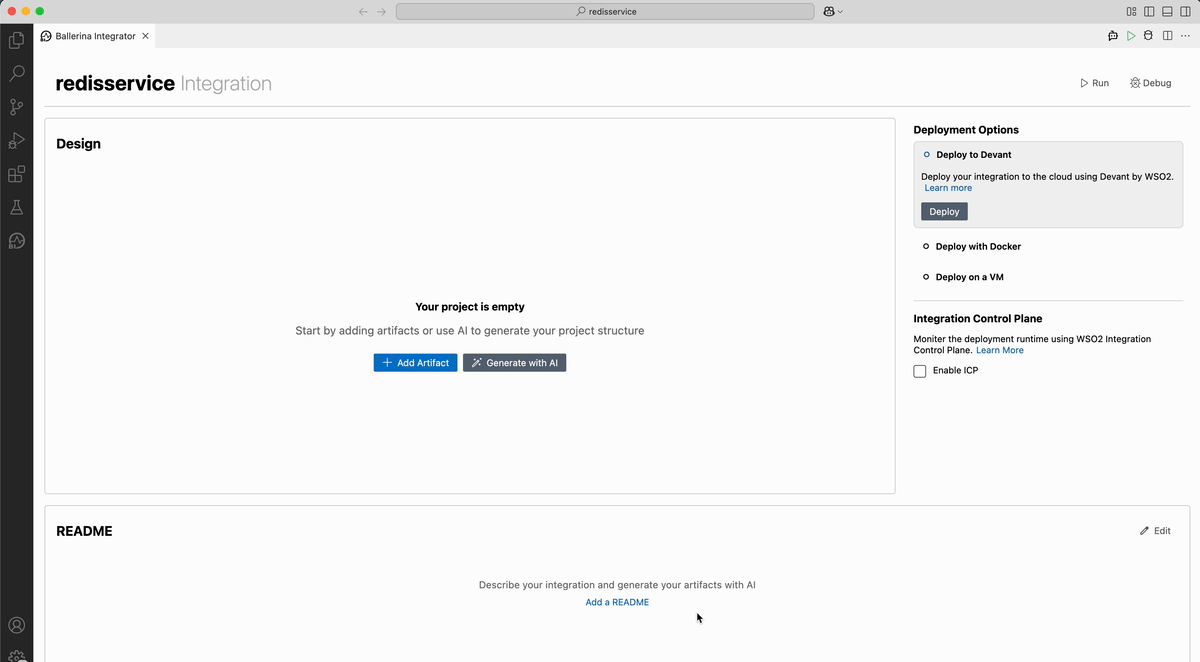 redisservice
Ballerina Integrator
redisservice Integration
Run
Debug
Design
Your project is empty
Start by adding artifacts or use AI to generate your project structure
Add Artifact
Generate with AI
Deployment Options
Deploy to Devant
Deploy your integration to the cloud using Devant by WSO2.
Learn more
Deploy
Deploy with Docker
Deploy on a VM
Integration Control Plane
Moniter the deployment runtime using WSO2 Integration
Control Plane. Learn More
Enable ICP
README
Edit
Describe your integration and generate your artifacts with AI
Add a README